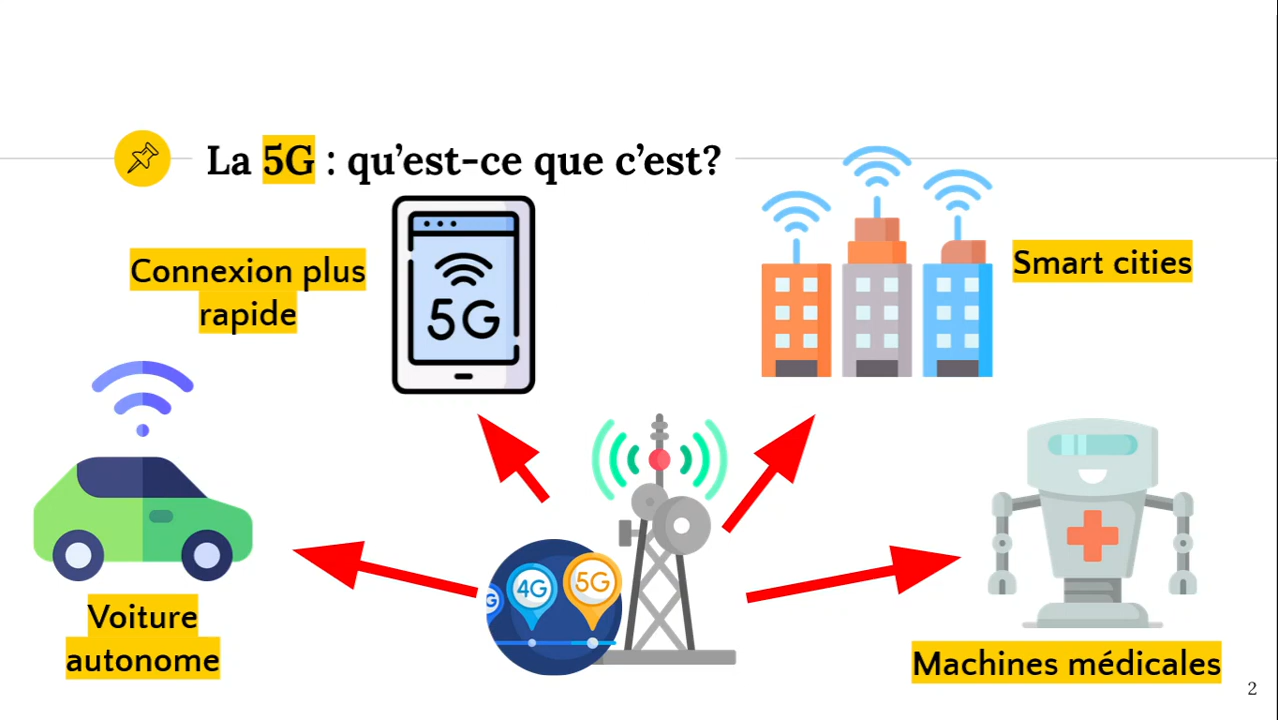 La 5G : qu’est-ce que c’est?
Connexion plus
rapide
5G
Smart cities
4G
5G
Voiture
autonome
Machines médicales
2